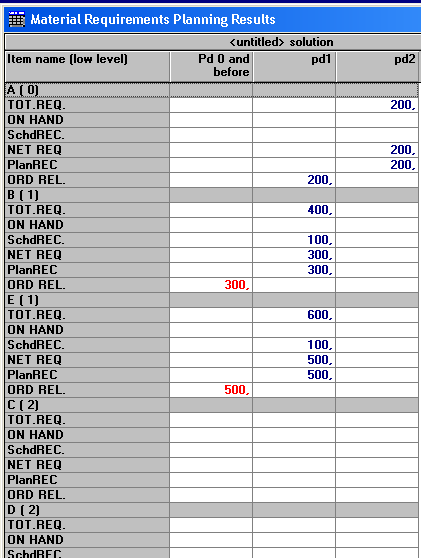 Material Requirements Planning Results
<untitled> solution
Item name (low level) Pd 0 and before pd1 pd2
A ( 0)
TOT.REQ. 200,
ON HAND
SchdREC.
NET REQ 200,
PlanREC 200,
ORD REL. 200,
B ( 1)
TOT.REQ. 400,
ON HAND
SchdREC. 100,
NET REQ 300,
PlanREC 300,
ORD REL. 300,
E ( 1)
TOT.REQ. 600,
ON HAND
SchdREC. 100,
NET REQ 500,
PlanREC 500,
ORD REL. 500,
C ( 2)
TOT.REQ.
ON HAND
SchdREC.
NET REQ
PlanREC
ORD REL.
D ( 2)
TOT.REQ.
ON HAND
SchdREC